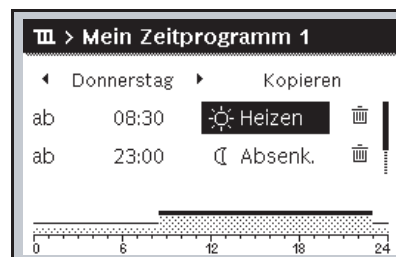 > Mein Zeitprogramm 1
Donnerstag Kopieren
ab 08:30 Heizen
ab 23:00 Absenk.
0 6 12 18 24